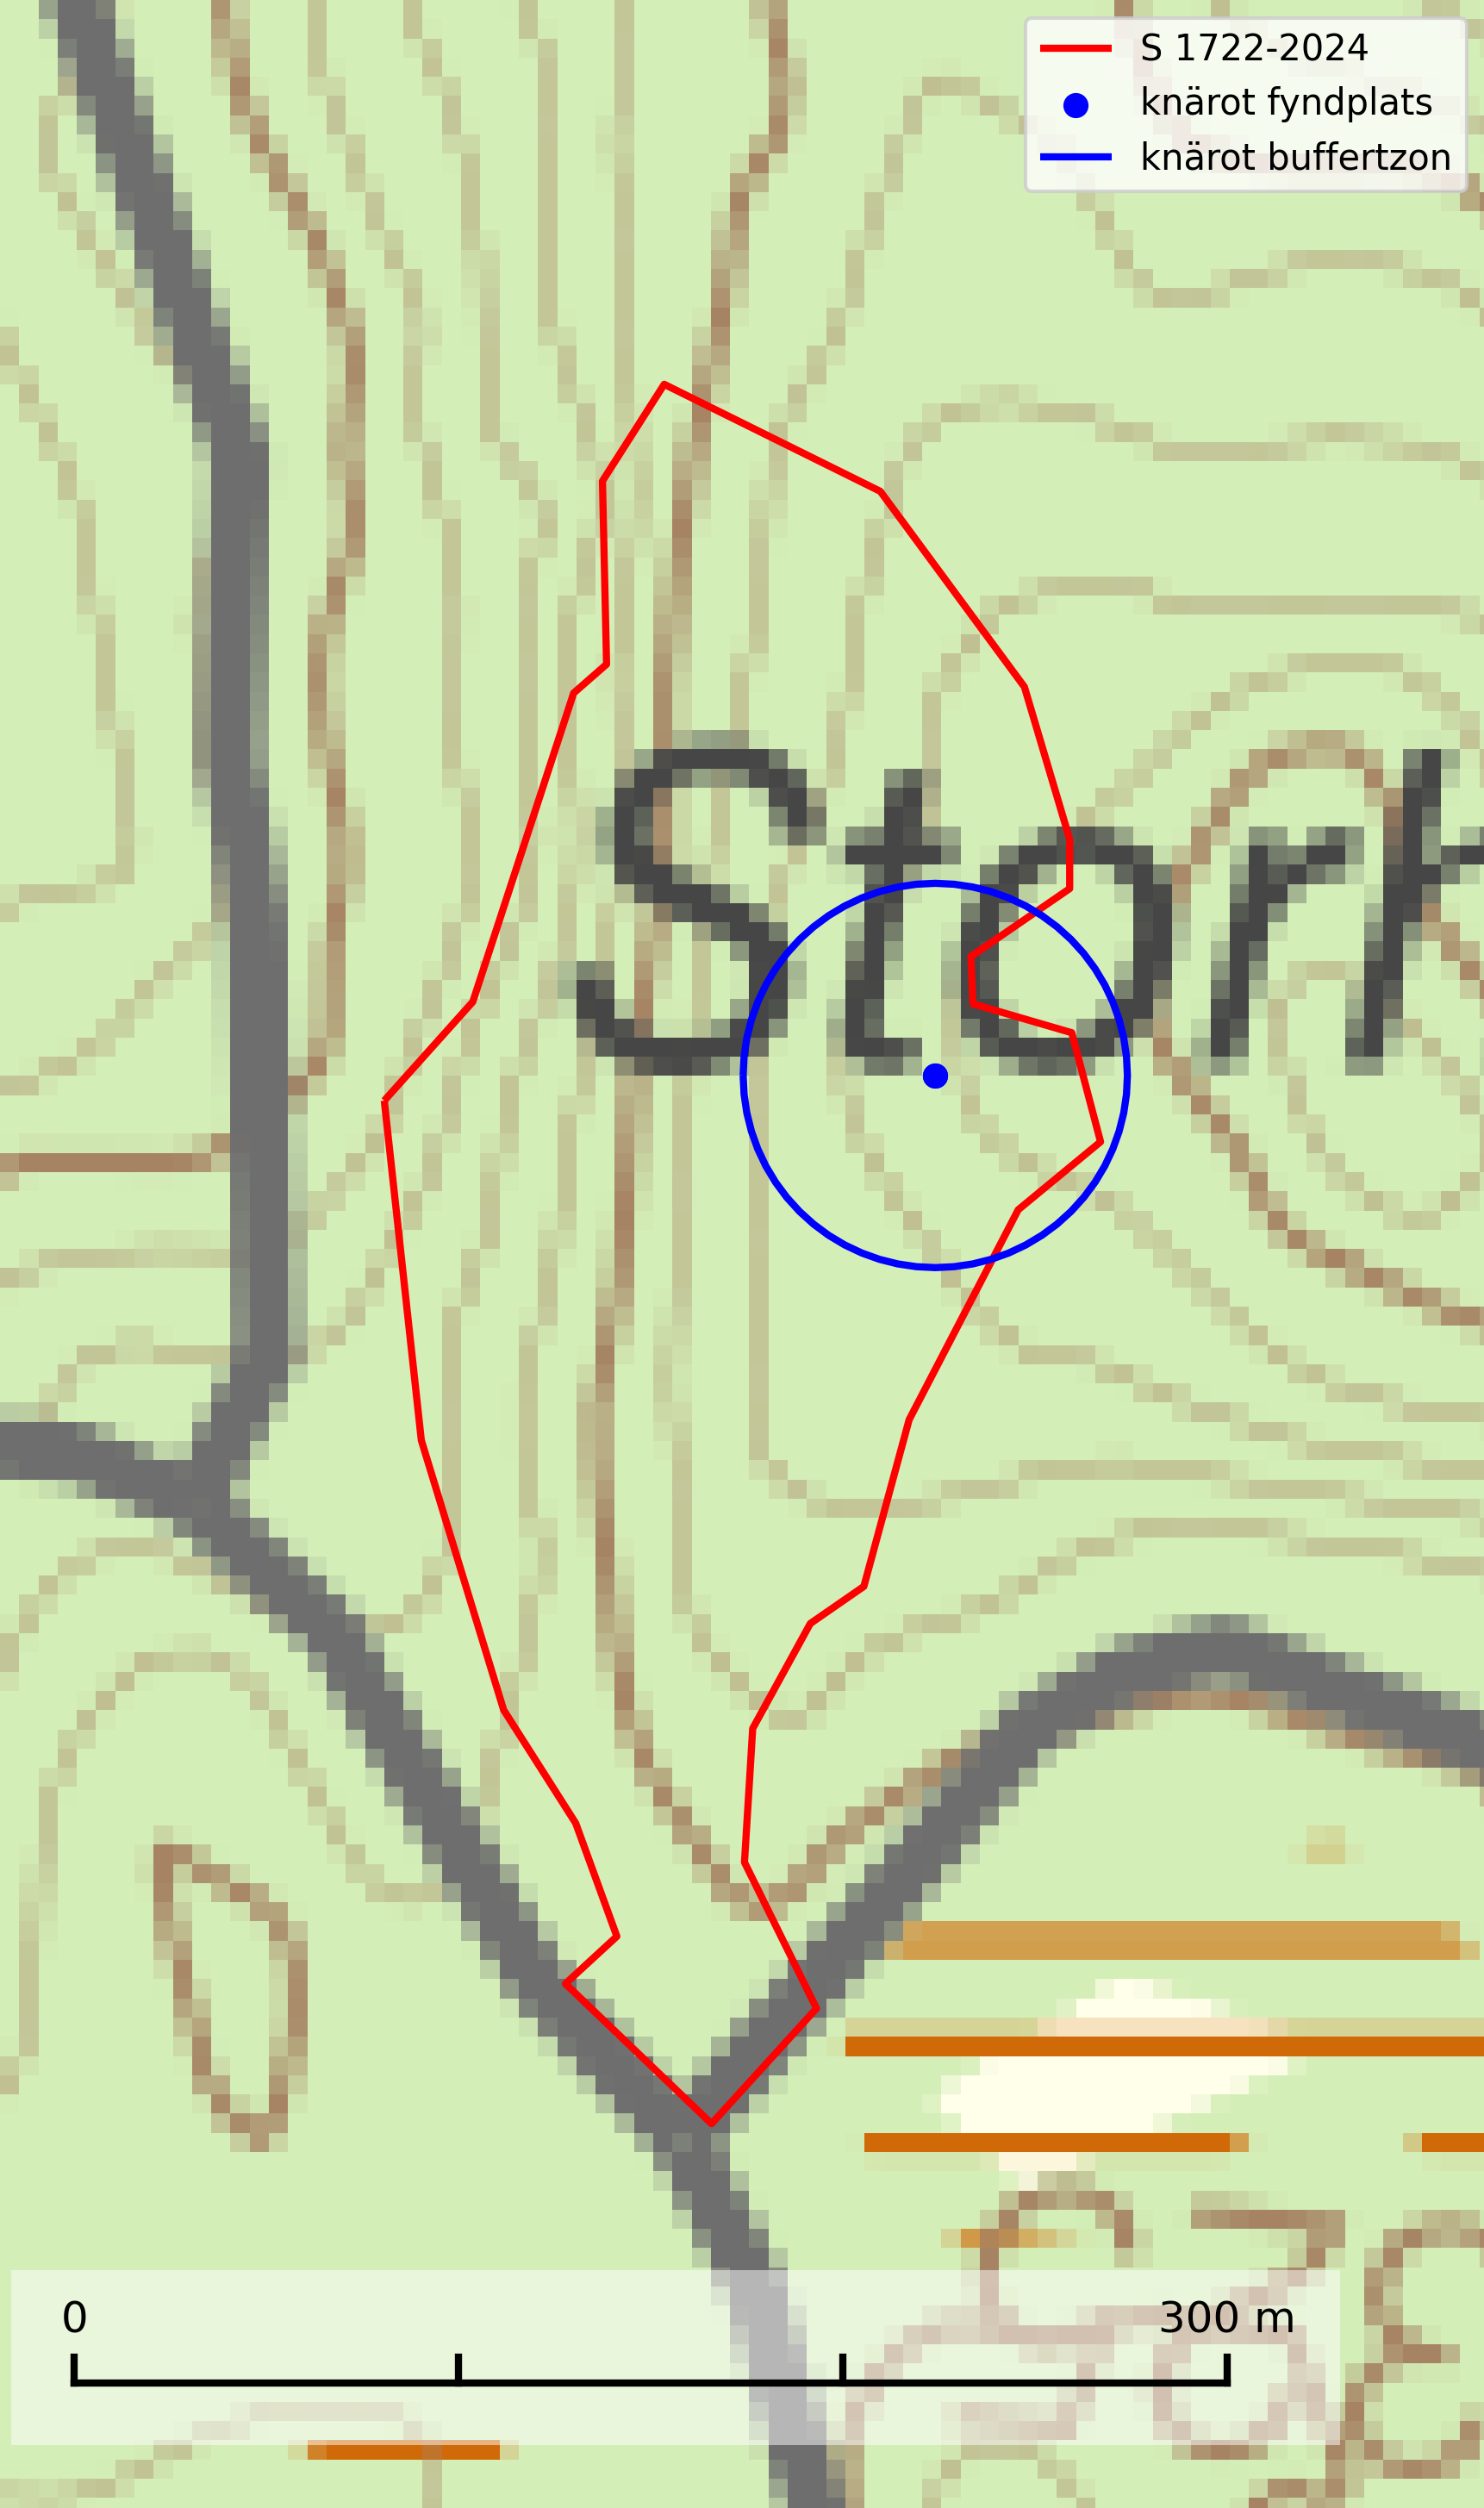 S 1722-2024
knärot fyndplats
knärot buffertzon
0
300 m